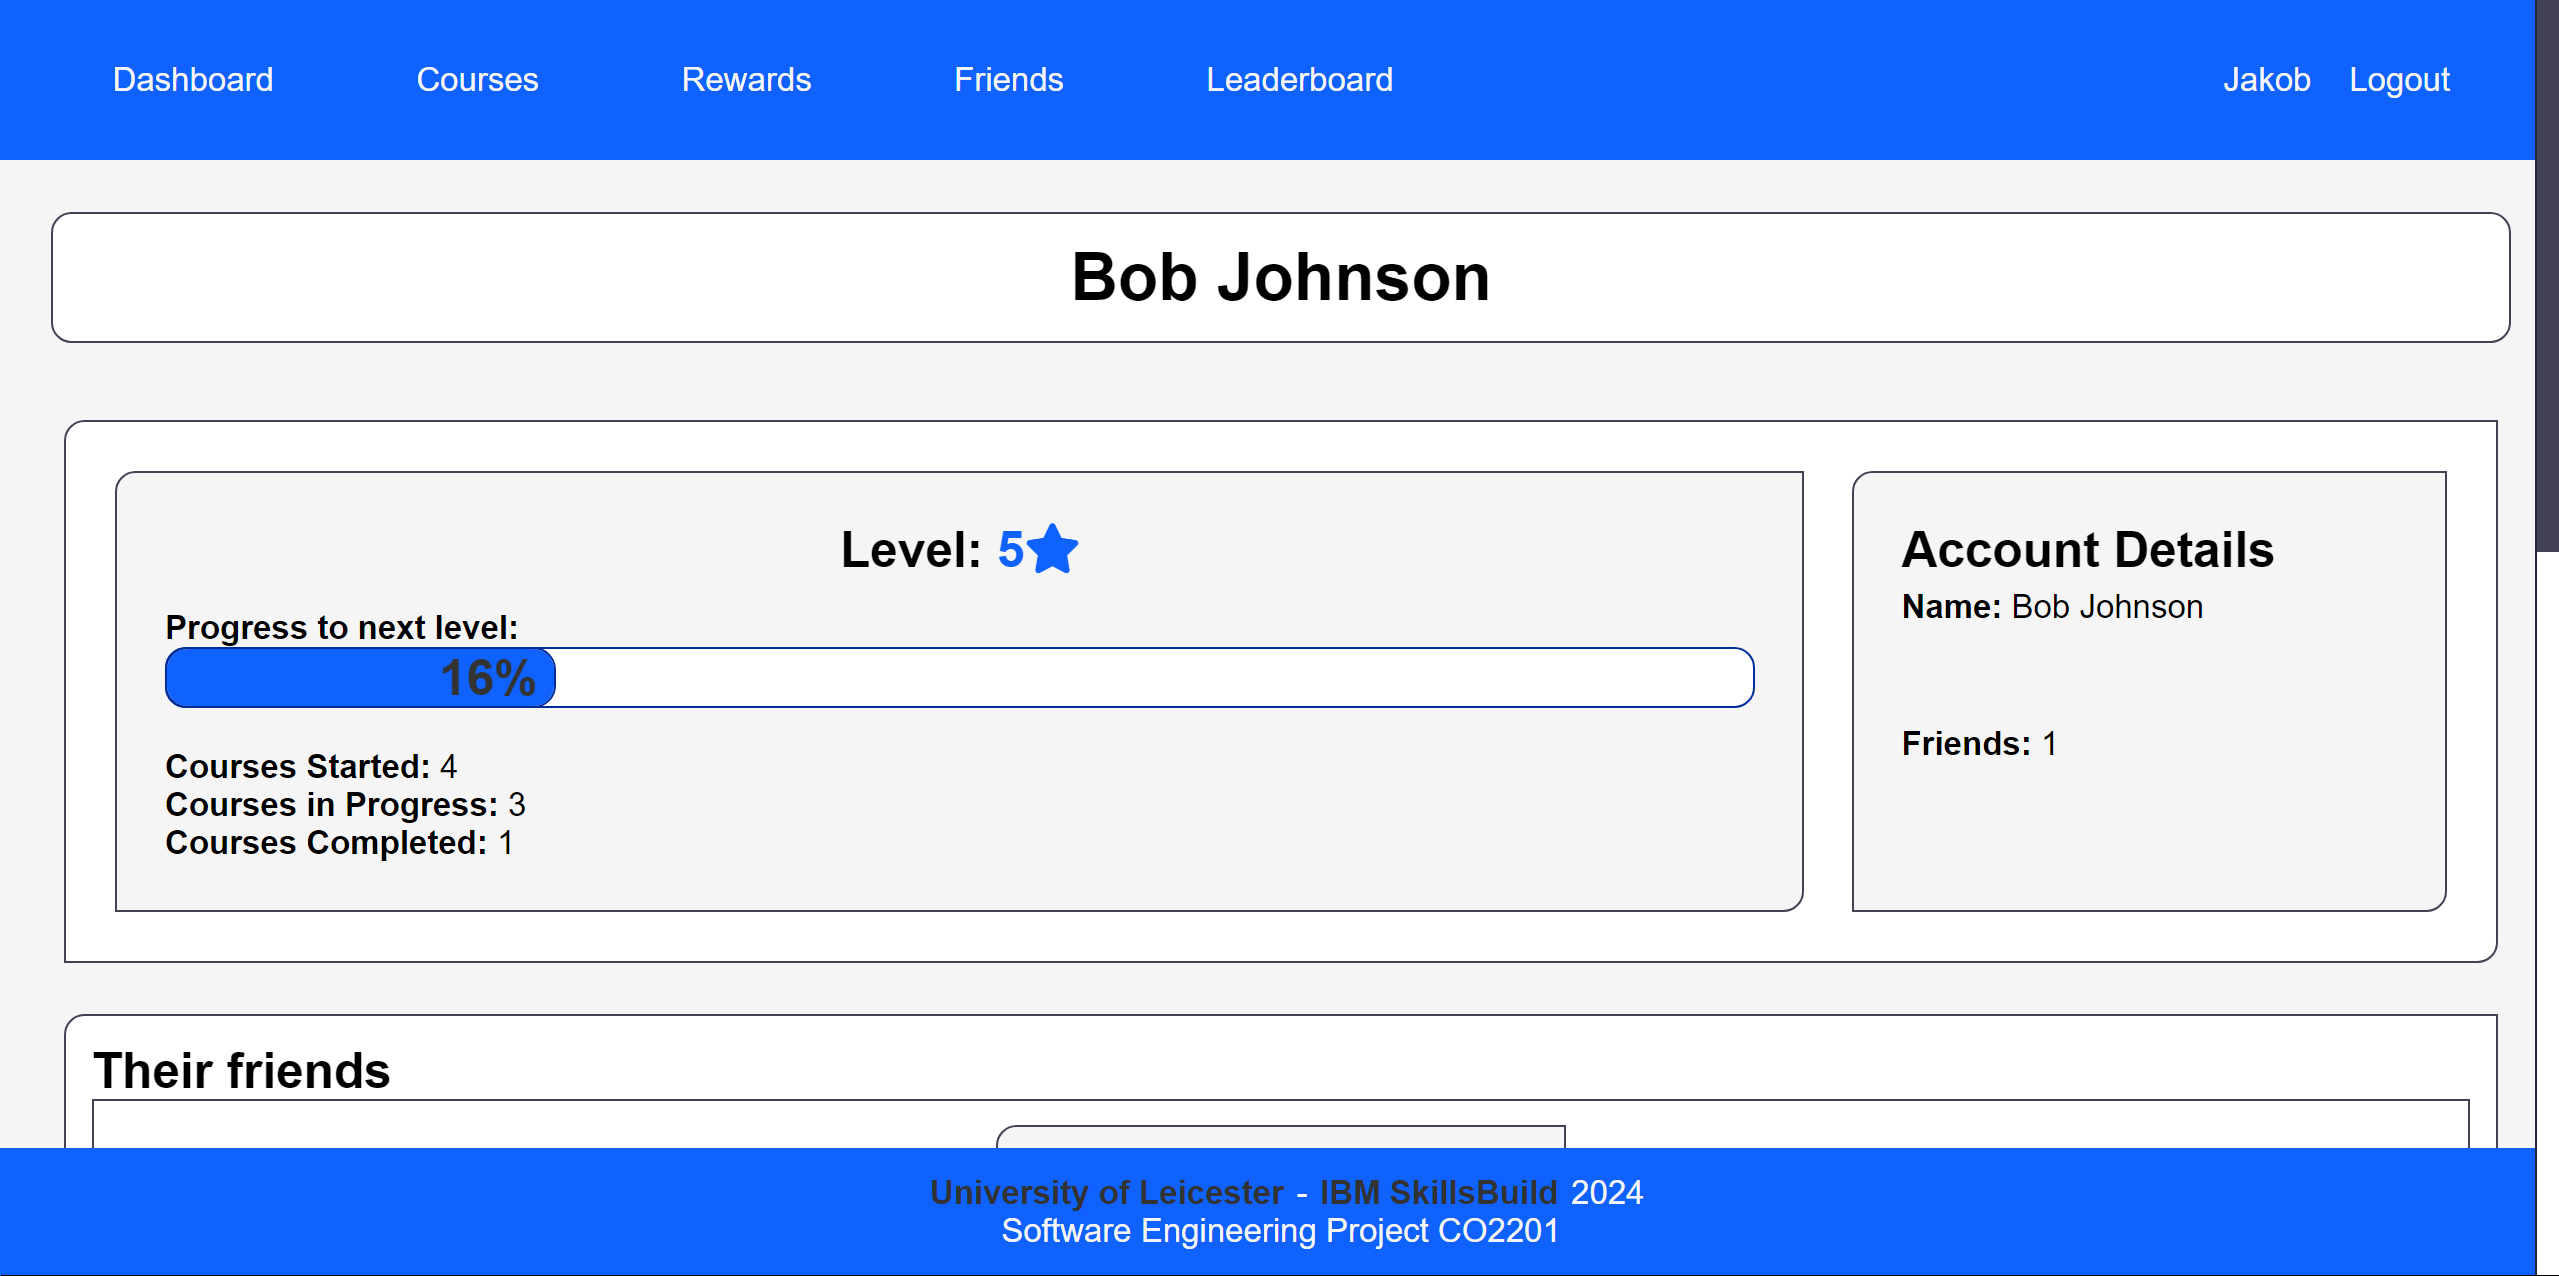 Dashboard Courses Rewards Friends Leaderboard Jakob Logout
Bob Johnson
Level: 5
Progress to next level:
16%
Courses Started: 4
Courses in Progress: 3
Courses Completed: 1
Account Details
Name: Bob Johnson
Friends: 1
Their friends
University of Leicester - IBM SkillsBuild 2024
Software Engineering Project CO2201